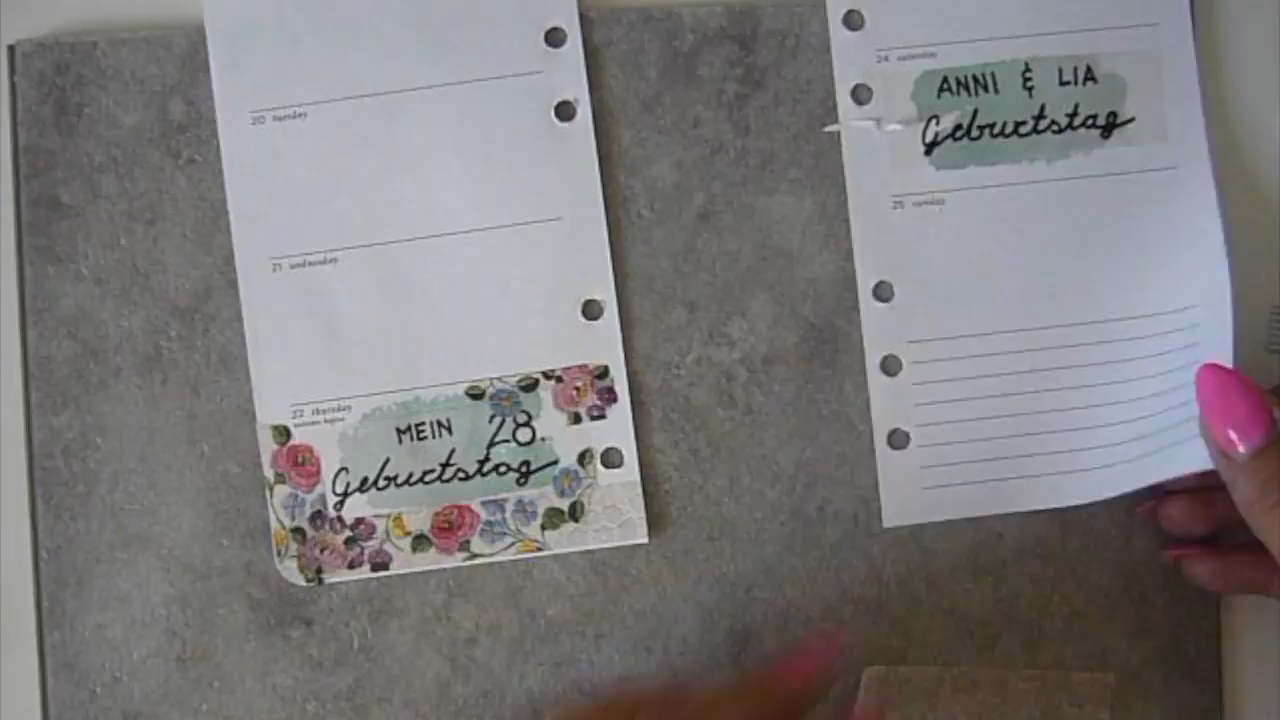 20 tuesday
21 wednesday
22 thursday
MEIN 28.
Geburtstag
24 saturday
ANNI & LIA
Geburtstag
25 sunday